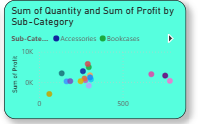 Sum of Quantity and Sum of Profit by
Sub-Category
Sub-Cate... Accessories Bookcases
10K
Sum of Profit
0K
0 500